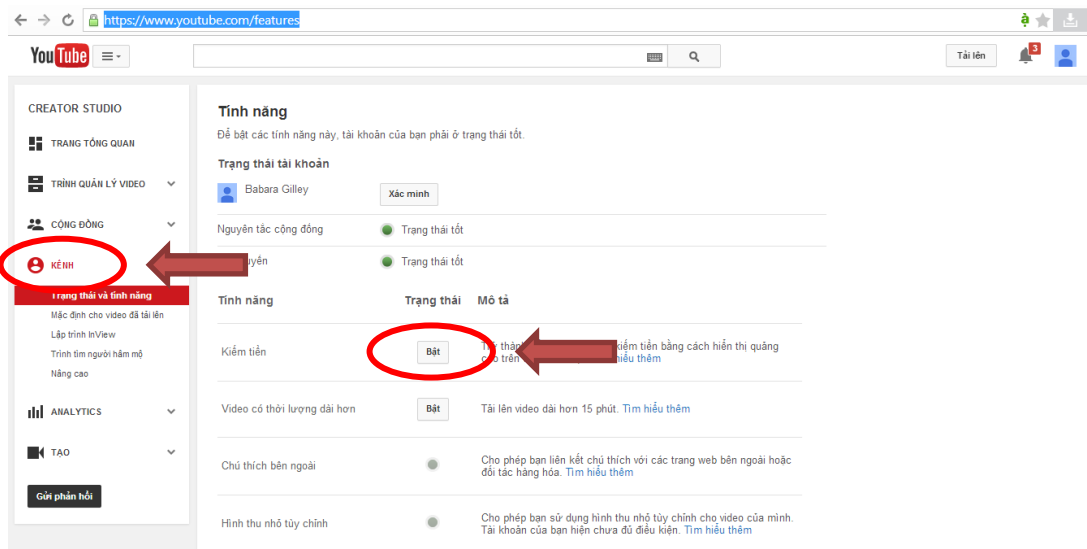 https://www.youtube.com/features
ạ
YouTube
Tải lên
3
CREATOR STUDIO
TRANG TỔNG QUAN
TRÌNH QUẢN LÝ VIDEO
CỘNG ĐỒNG
KÊNH
Trạng thái và tính năng
Mặc định cho video đã tải lên
Lập trình InView
Trình tìm người hâm mộ
Nâng cao
ANALYTICS
TẠO
Gửi phản hồi
Tính năng
Để bật các tính năng này, tài khoản của bạn phải ở trạng thái tốt.
Trạng thái tài khoản
Babara Gilley Xác minh
Nguyên tắc cộng đồng Trạng thái tốt
Trạng thái tốt
Tính năng Trạng thái Mô tả
Kiếm tiền Bật kiếm tiền bằng cách hiển thị quảng
trên Tìm hiểu thêm
Video có thời lượng dài hơn Bật Tải lên video dài hơn 15 phút. Tìm hiểu thêm
Chú thích bên ngoài Cho phép bạn liên kết chú thích với các trang web bên ngoài hoặc
đối tác hàng hóa. Tìm hiểu thêm
Hình thu nhỏ tùy chỉnh Cho phép bạn sử dụng hình thu nhỏ tùy chỉnh cho video của mình.
Tài khoản của bạn hiện chưa đủ điều kiện. Tìm hiểu thêm